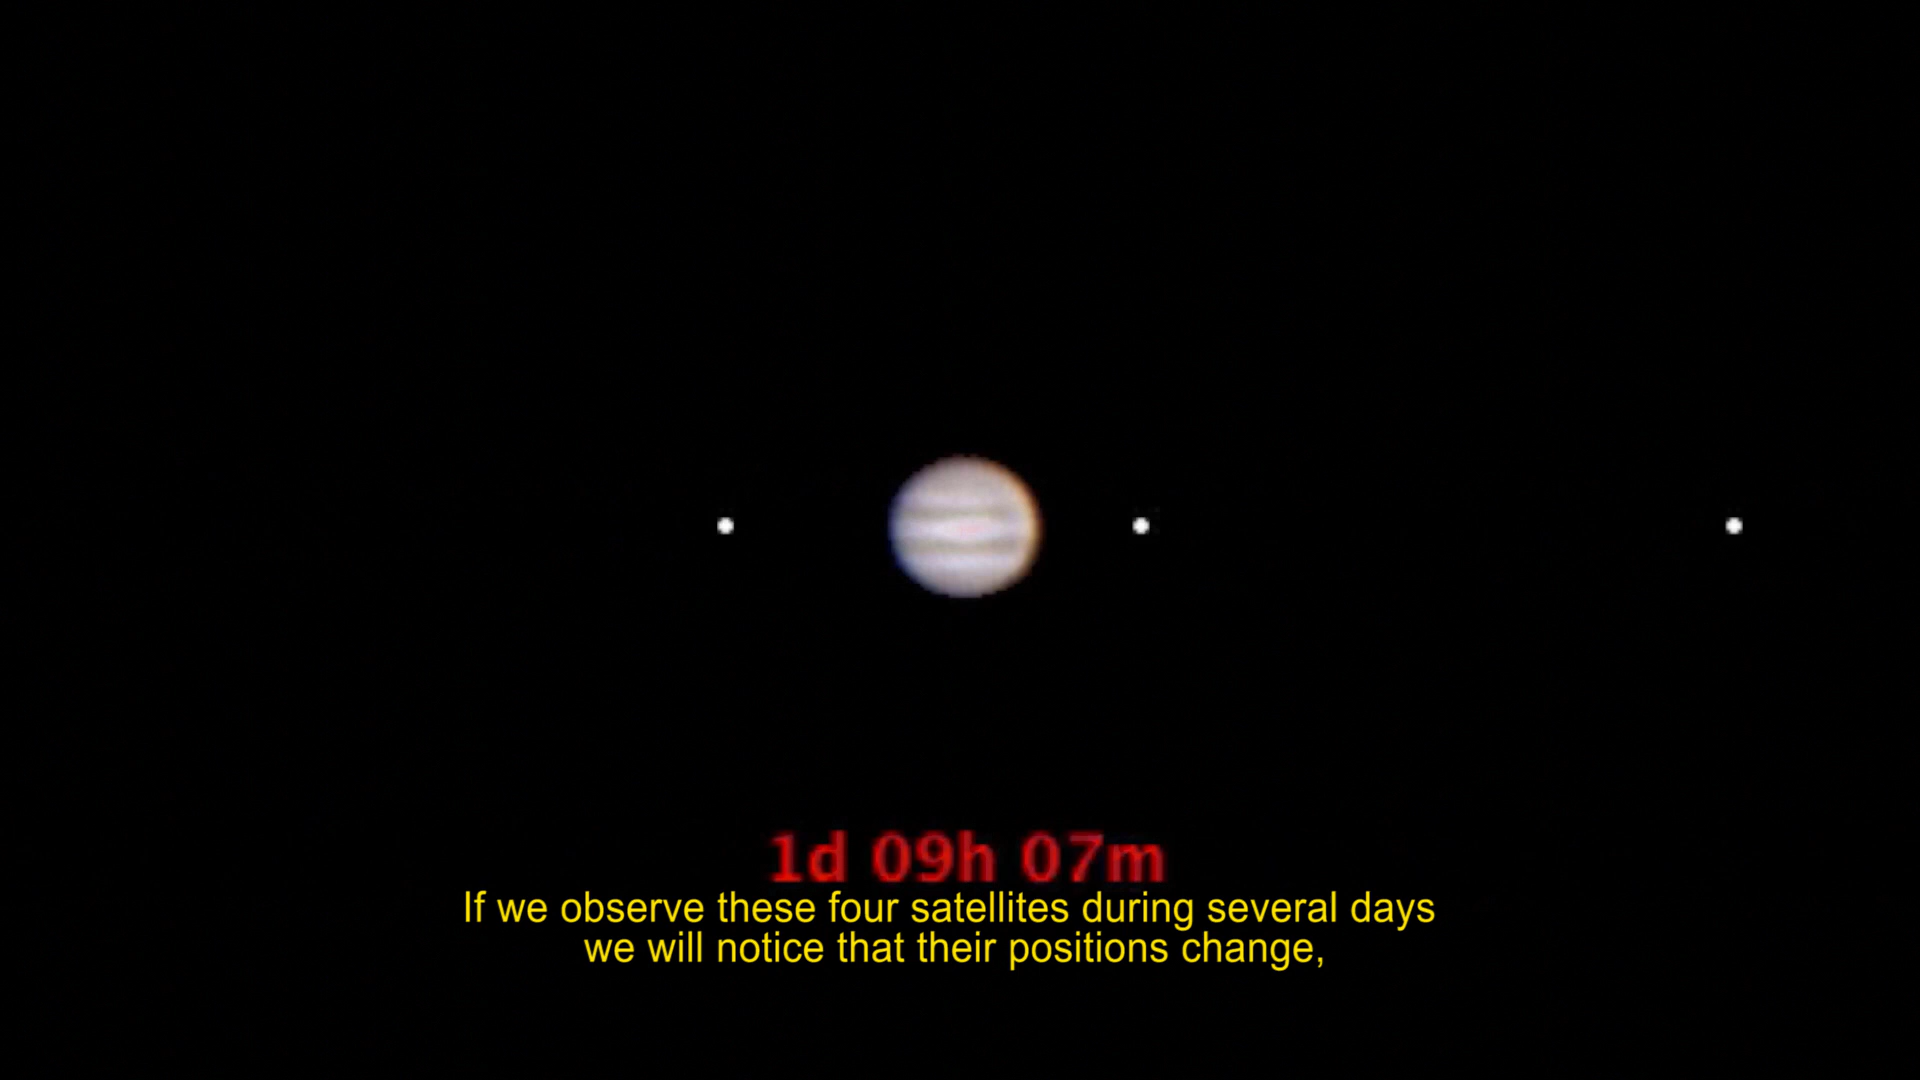 1d 09h 07m
If we observe these four satellites during several days
we will notice that their positions change,